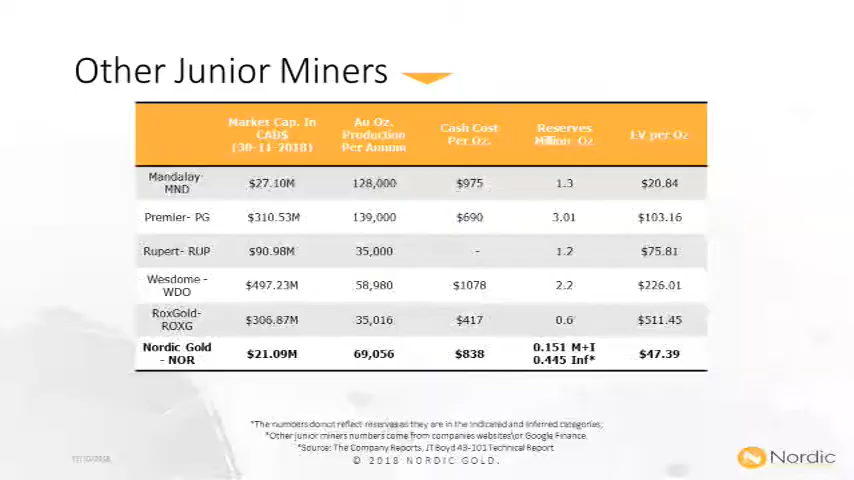 Other Junior Miners
Market Cap. In CAD$ (30-11-2018) Au Oz. Production Per Annum Cash Cost Per Oz. Reserves Million Oz EV per Oz
Mandalay MND $27.10M 128,000 $975 1.3 $20.84
Premier- PG $310.53M 139,000 $690 3.01 $103.16
Rupert- RUP $90.98M 35,000 - 1.2 $75.81
Wesdome - WDO $497.23M 58,980 $1078 2.2 $226.01
RoxGold- ROXG $306.87M 35,016 $417 0.6 $511.45
Nordic Gold - NOR $21.09M 69,056 $838 0.151 M+I 0.445 Inf* $47.39
*The numbers do not reflect reserves as they are in the Indicated and Inferred categories;
*Other junior miners numbers come from companies websites\or Google Finance.
*Source: The Company Reports, JT Boyd 43-101 Technical Report
© 2018 NORDIC GOLD.
Nordic